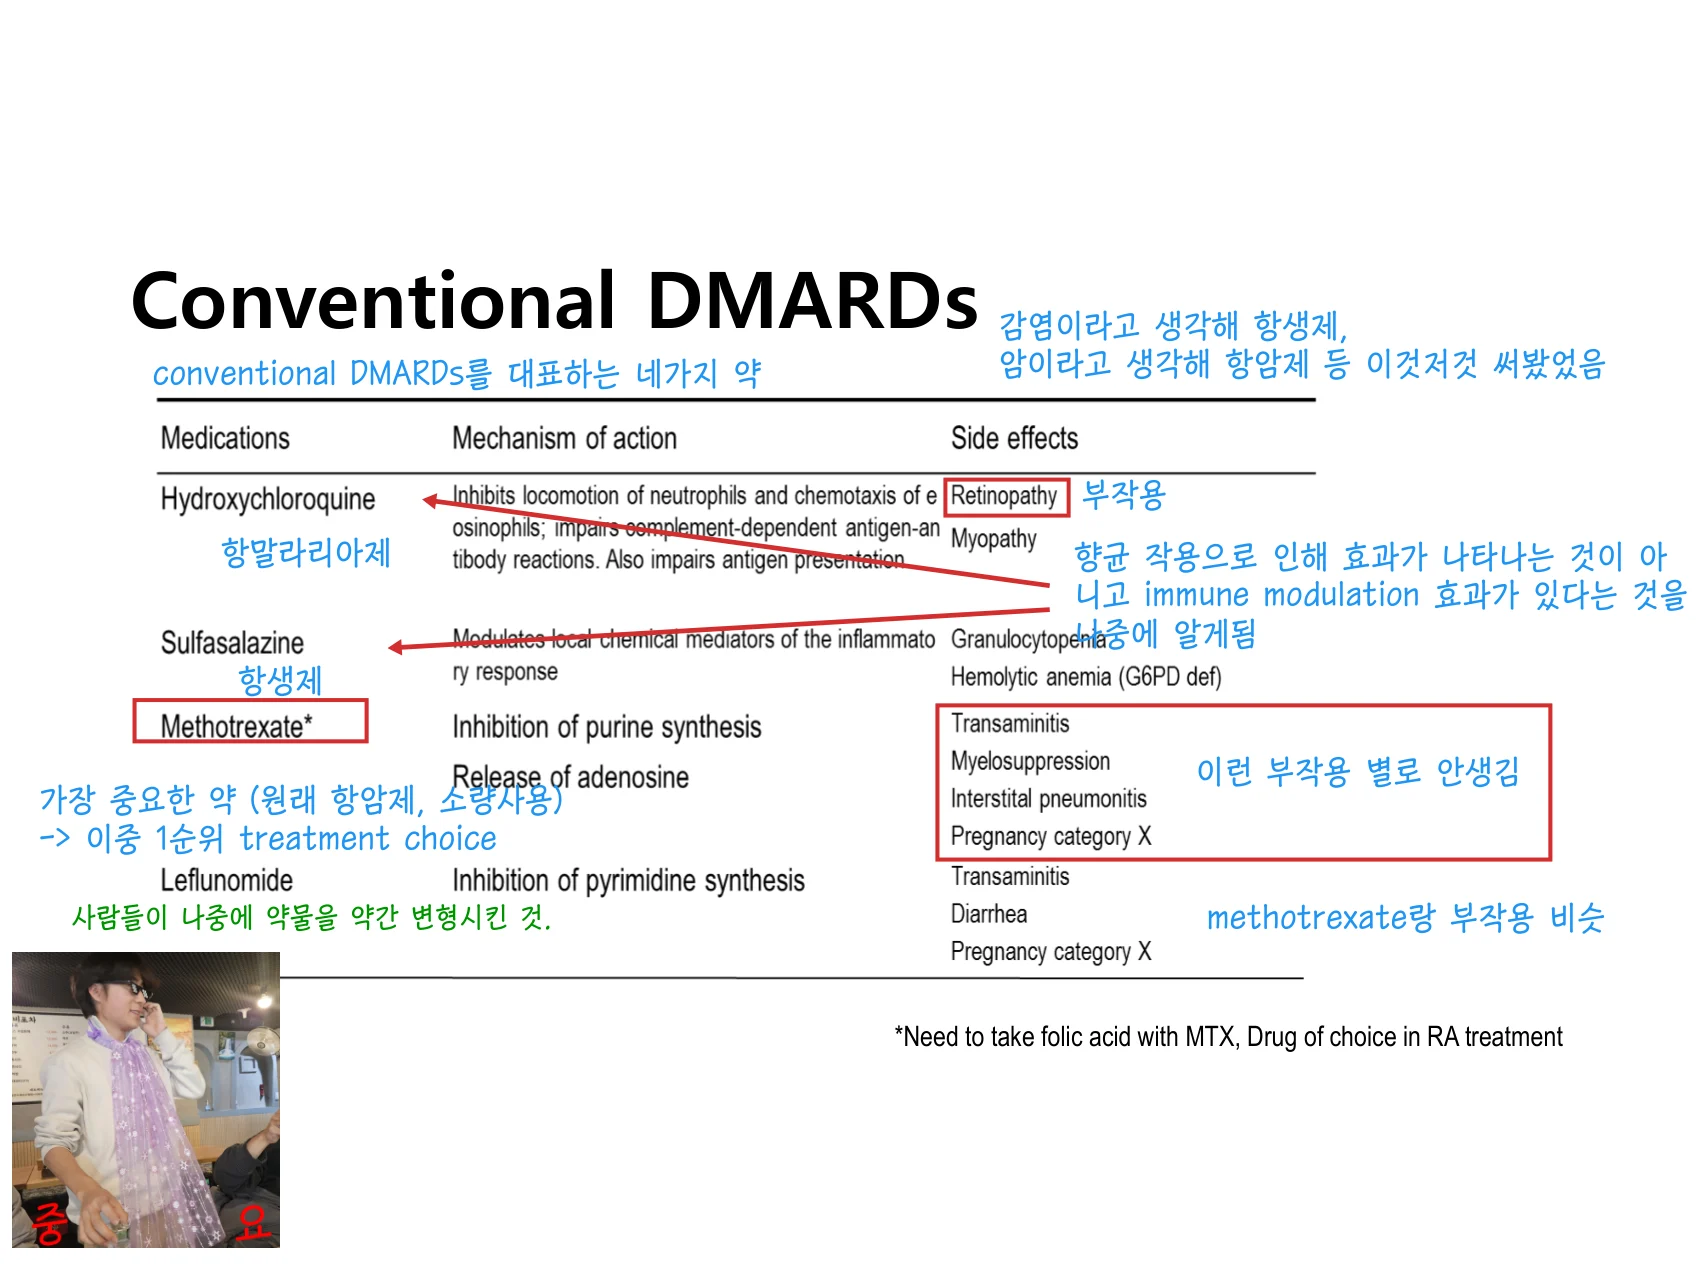 Conventional DMARDs
감염이라고 생각해 항생제,
암이라고 생각해 항암제 등 이것저것 써봤었음
conventional DMARDs를 대표하는 네가지 약
Medications Mechanism of action Side effects
Hydroxychloroquine
항말라리아제
Inhibits locomotion of neutrophils and chemotaxis of e
osinophils; impairs complement-dependent antigen-an
tibody reactions. Also impairs antigen presentation
Retinopathy 부작용
Myopathy
향균 작용으로 인해 효과가 나타나는 것이 아
니고 immune modulation 효과가 있다는 것을
나중에 알게됨
Sulfasalazine
항생제
Modulates local chemical mediators of the inflammato
ry response
Granulocytopenia
Hemolytic anemia (G6PD def)
Methotrexate*
Inhibition of purine synthesis
Release of adenosine
Transaminitis
Myelosuppression
Interstital pneumonitis
Pregnancy category X
이런 부작용 별로 안생김
가장 중요한 약 (원래 항암제, 소량사용)
-> 이중 1순위 treatment choice
Leflunomide
사람들이 나중에 약물을 약간 변형시킨 것.
Inhibition of pyrimidine synthesis
Transaminitis
Diarrhea
Pregnancy category X
methotrexate랑 부작용 비슷
*Need to take folic acid with MTX, Drug of choice in RA treatment
중 요